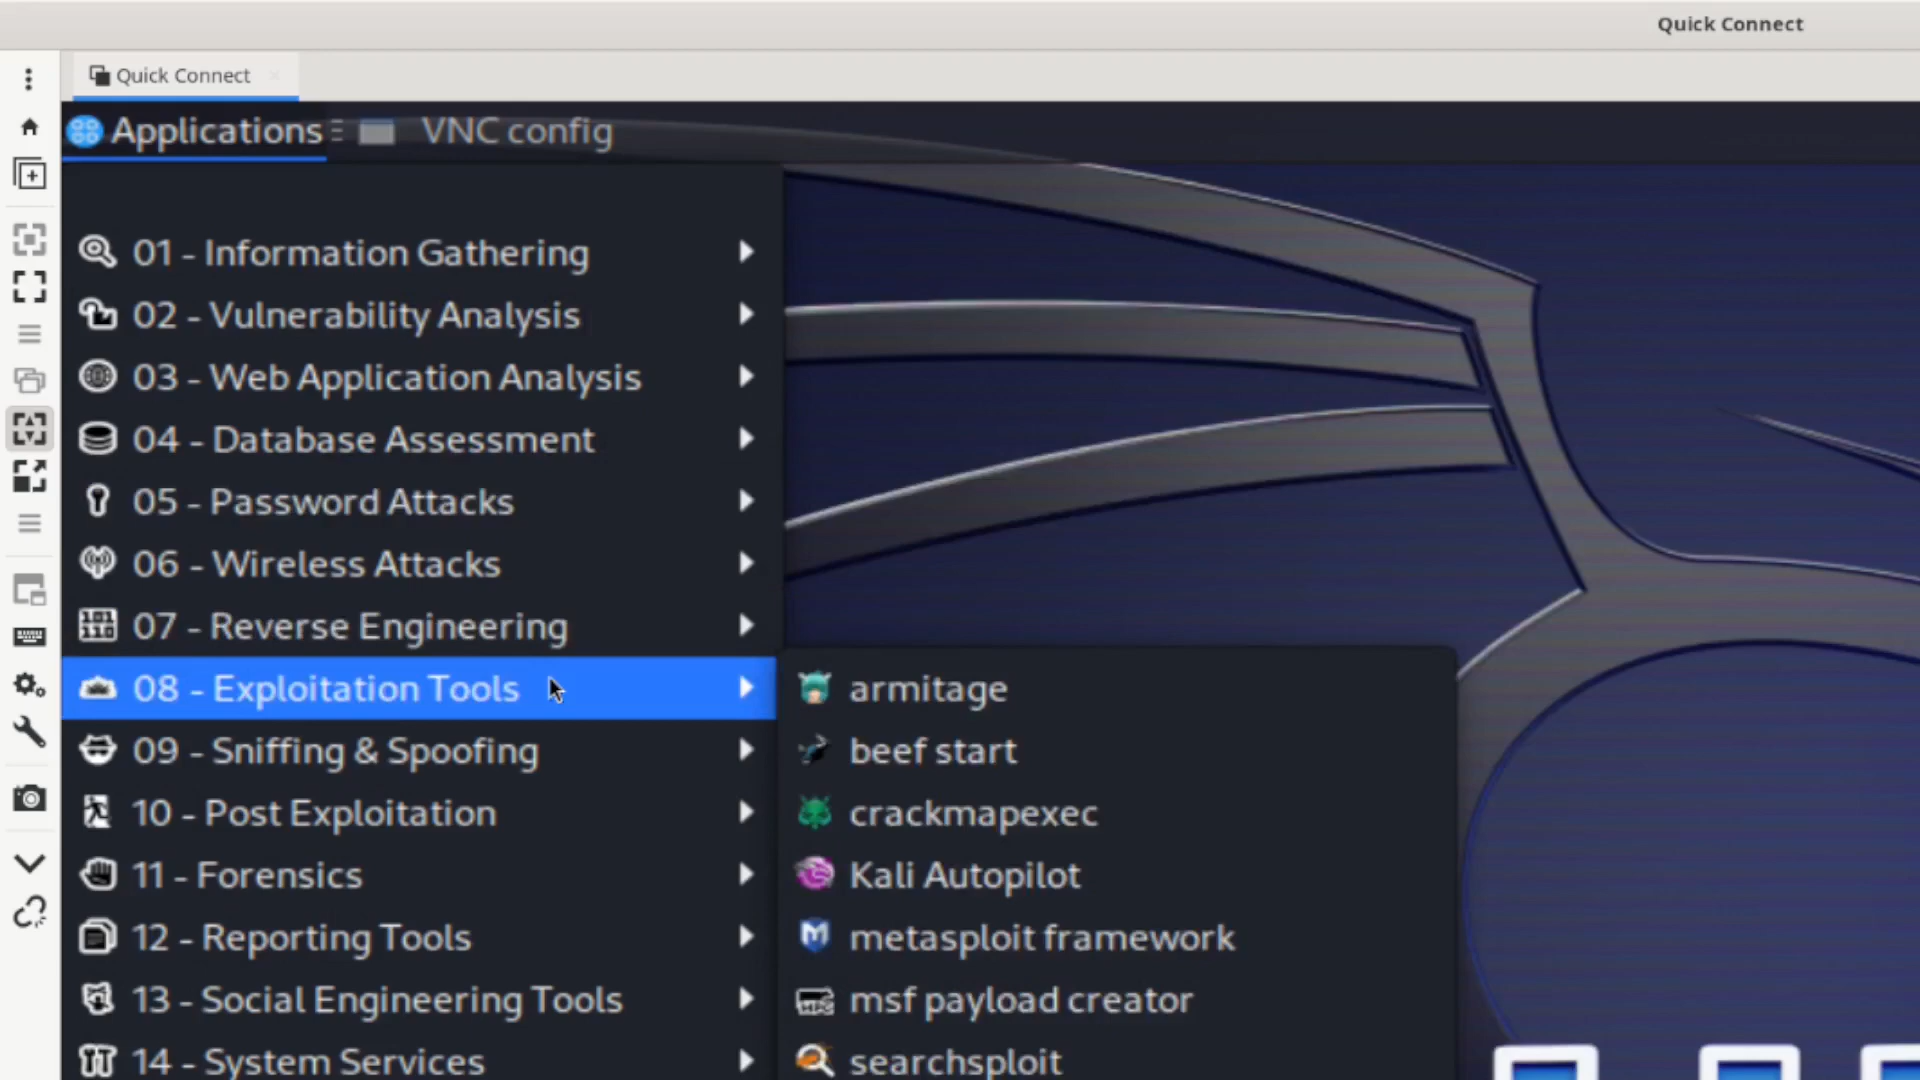 Quick Connect
Quick Connect
Applications
VNC config
01 - Information Gathering
02 - Vulnerability Analysis
03 - Web Application Analysis
04 - Database Assessment
05 - Password Attacks
06 - Wireless Attacks
07 - Reverse Engineering
08 - Exploitation Tools
09 - Sniffing & Spoofing
10 - Post Exploitation
11 - Forensics
12 - Reporting Tools
13 - Social Engineering Tools
14 - System Services
armitage
beef start
crackmapexec
Kali Autopilot
metasploit framework
msf payload creator
searchsploit